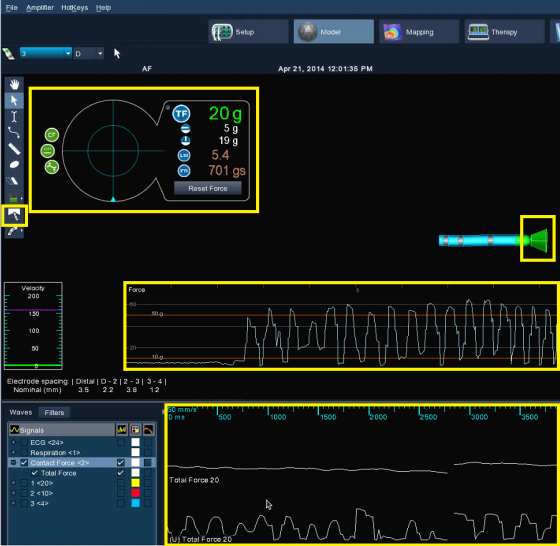 File Amplifier HotKeys Help
Setup Model Mapping Therapy
3 D
AF Apr 21, 2014 12:01:35 PM
TF 20 g
5 g
CF 19 g
LSI 5.4
FTI 701 gs
Reset Force
Velocity
200
150
100
50
0
Force
60
50 g
20
10 g
Electrode spacing: | Distal | D - 2 | 2 - 3 | 3 - 4 |
Nominal (mm) 3.5 2.2 3.8 1.2
Waves Filters
Signals
ECG <24>
Respiration <1>
Contact Force <2>
Total Force
1 <20>
2 <10>
3 <4>
50 mm/s
0 ms 500 1000 1500 2000 2500 3000 3500
Total Force 20
(U) Total Force 20